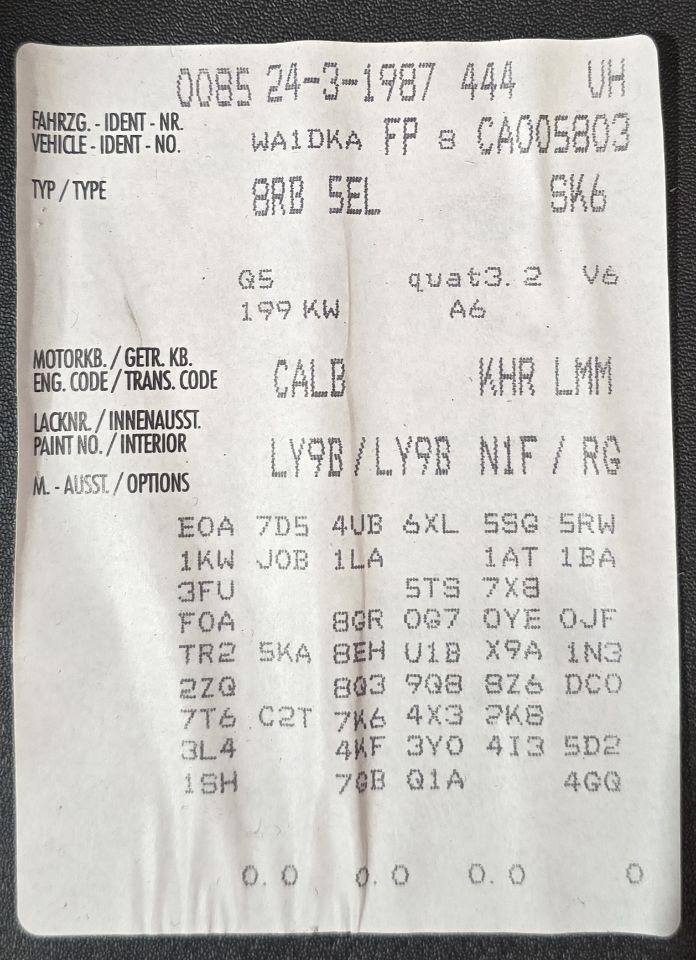 0085 24-3-1987 444 UH
FAHRZG. - IDENT - NR.
VEHICLE - IDENT - NO. WA1DKA FP 8 CA005803
TYP / TYPE 8RB 5EL SK6
Q5 quat3.2 V6
199 KW A6
MOTORKB. / GETR. KB.
ENG. CODE / TRANS. CODE CALB KHR LMM
LACKNR. / INNENAUSST.
PAINT NO. / INTERIOR LY9B / LY9B N1F / RG
M. - AUSST. / OPTIONS
E0A 7D5 4UB 6XL 5SG 5RW
1KW J0B 1LA 1AT 1BA
3FU 5TS 7X8
F0A 8GR 0G7 0YE 0JF
TR2 5KA 8EH U1B X9A 1N3
2ZQ 8Q3 9Q8 8Z6 DC0
7T6 C2T 7K6 4X3 2K8
3L4 4KF 3Y0 4I3 5D2
1SH 7GB Q1A 4GQ
0.0 0.0 0.0 0